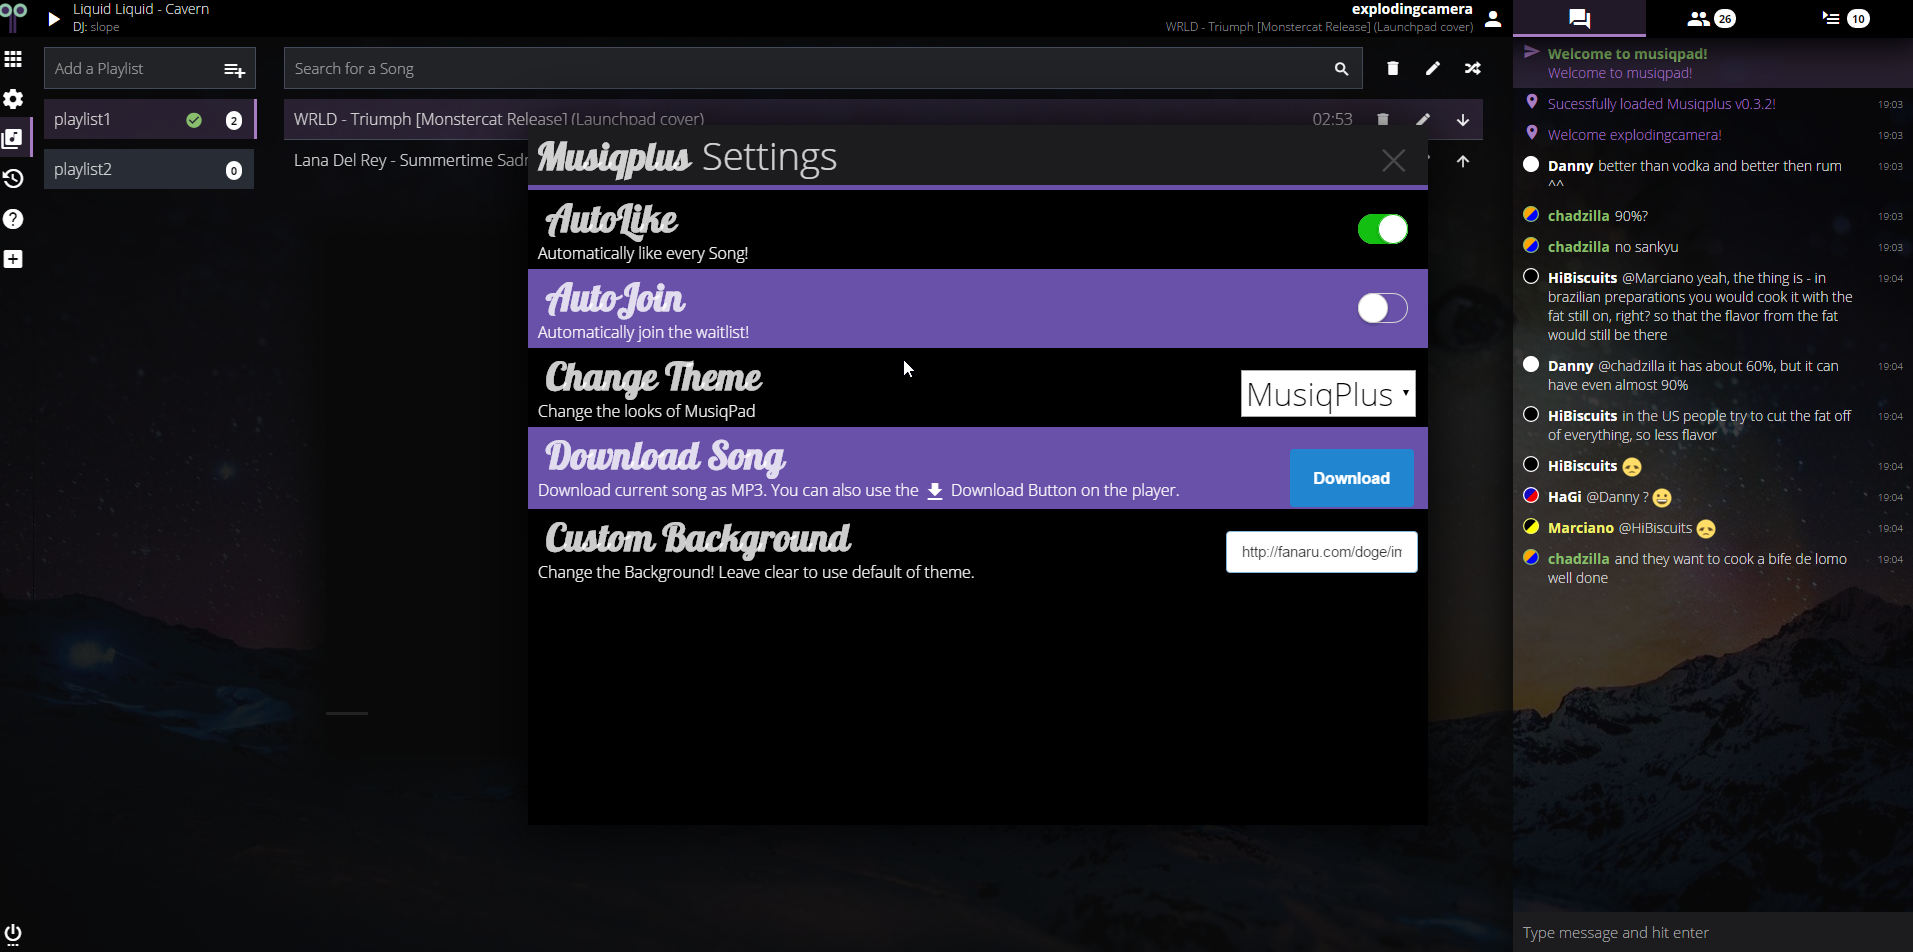 Liquid Liquid - Cavern
DJ: slope
explodingcamera
WRLD - Triumph [Monstercat Release] (Launchpad cover)
26
10
Add a Playlist
Search for a Song
playlist1
2
playlist2
0
WRLD - Triumph [Monstercat Release] (Launchpad cover)
02:53
Lana Del Rey - Summertime
Musiqplus Settings
AutoLike
Automatically like every Song!
AutoJoin
Automatically join the waitlist!
Change Theme
Change the looks of MusiqPad
MusiqPlus
Download Song
Download current song as MP3. You can also use the Download Button on the player.
Download
Custom Background
Change the Background! Leave clear to use default of theme.
http://fanaru.com/doge/
Welcome to musiqpad!
Welcome to musiqpad!
Sucessfully loaded Musiqplus v0.3.2!
19:03
Welcome explodingcamera!
19:03
Danny better than vodka and better then rum
19:03
^^
chadzilla 90%?
19:03
chadzilla no sankyu
19:03
HiBiscuits @Marciano yeah, the thing is - in
19:04
brazilian preparations you would cook it with the
fat still on, right? so that the flavor from the fat
would still be there
Danny @chadzilla it has about 60%, but it can
19:04
have even almost 90%
HiBiscuits in the US people try to cut the fat off
19:04
of everything, so less flavor
HiBiscuits
19:04
HaGi @Danny ?
19:04
Marciano @HiBiscuits
19:04
chadzilla and they want to cook a bife de lomo
19:04
well done
Type message and hit enter